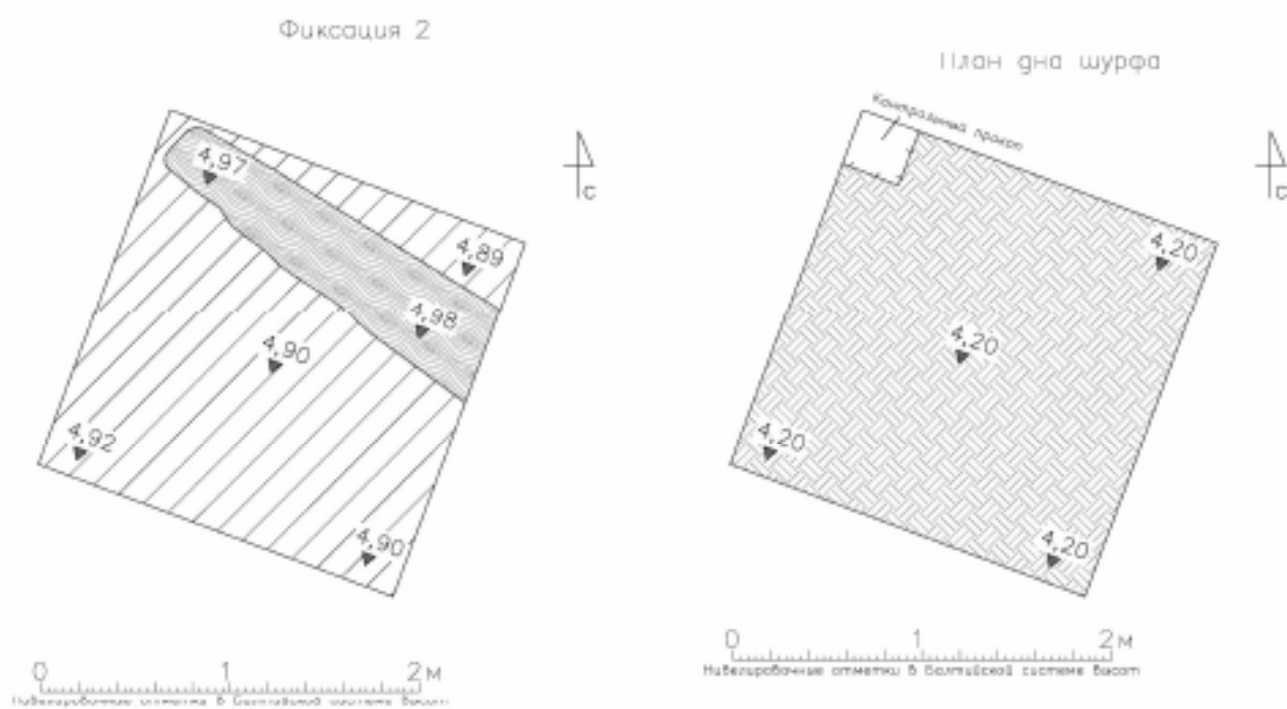 Фиксация 2
4,97
4,89
4,98
4,90
4,92
4,90
С
0 1 2 м
Нивелировочные отметки в Балтийской системе высот
План дна шурфа
Контрольный прокоп
4,20
4,20
4,20
4,20
С
0 1 2 м
Нивелировочные отметки в Балтийской системе высот